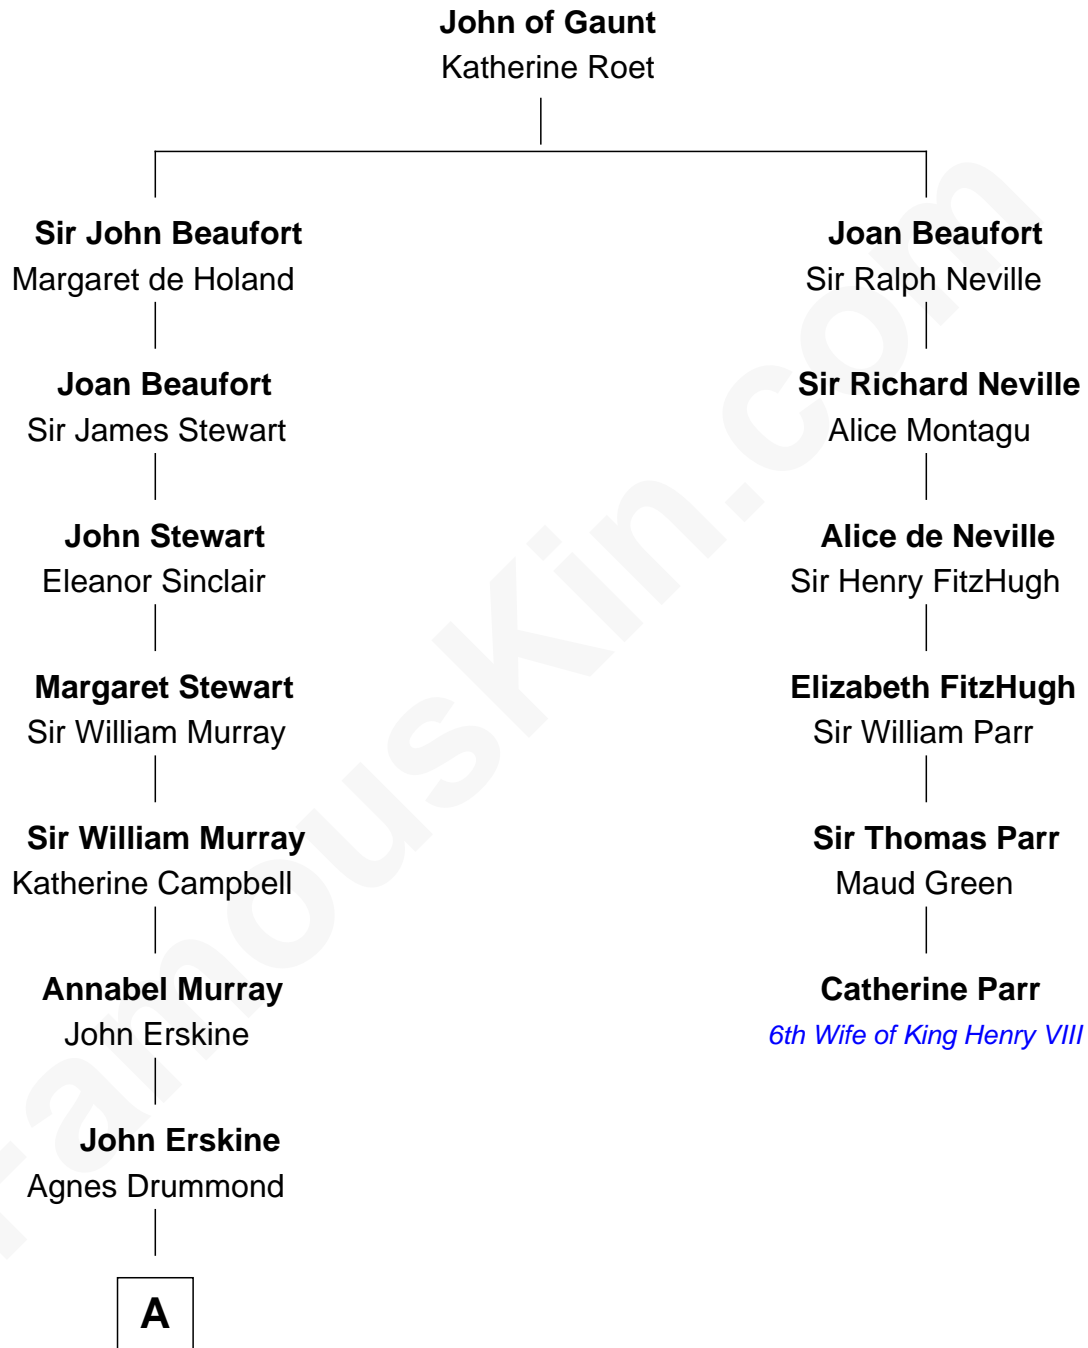 John of Gaunt
Katherine Roet
Sir John Beaufort
Margaret de Holand
Joan Beaufort
Sir James Stewart
John Stewart
Eleanor Sinclair
Margaret Stewart
Sir William Murray
Sir William Murray
Katherine Campbell
Annabel Murray
John Erskine
John Erskine
Agnes Drummond
A
Joan Beaufort
Sir Ralph Neville
Sir Richard Neville
Alice Montagu
Alice de Neville
Sir Henry FitzHugh
Elizabeth FitzHugh
Sir William Parr
Sir Thomas Parr
Maud Green
Catherine Parr
6th Wife of King Henry VIII
FamousKin.com